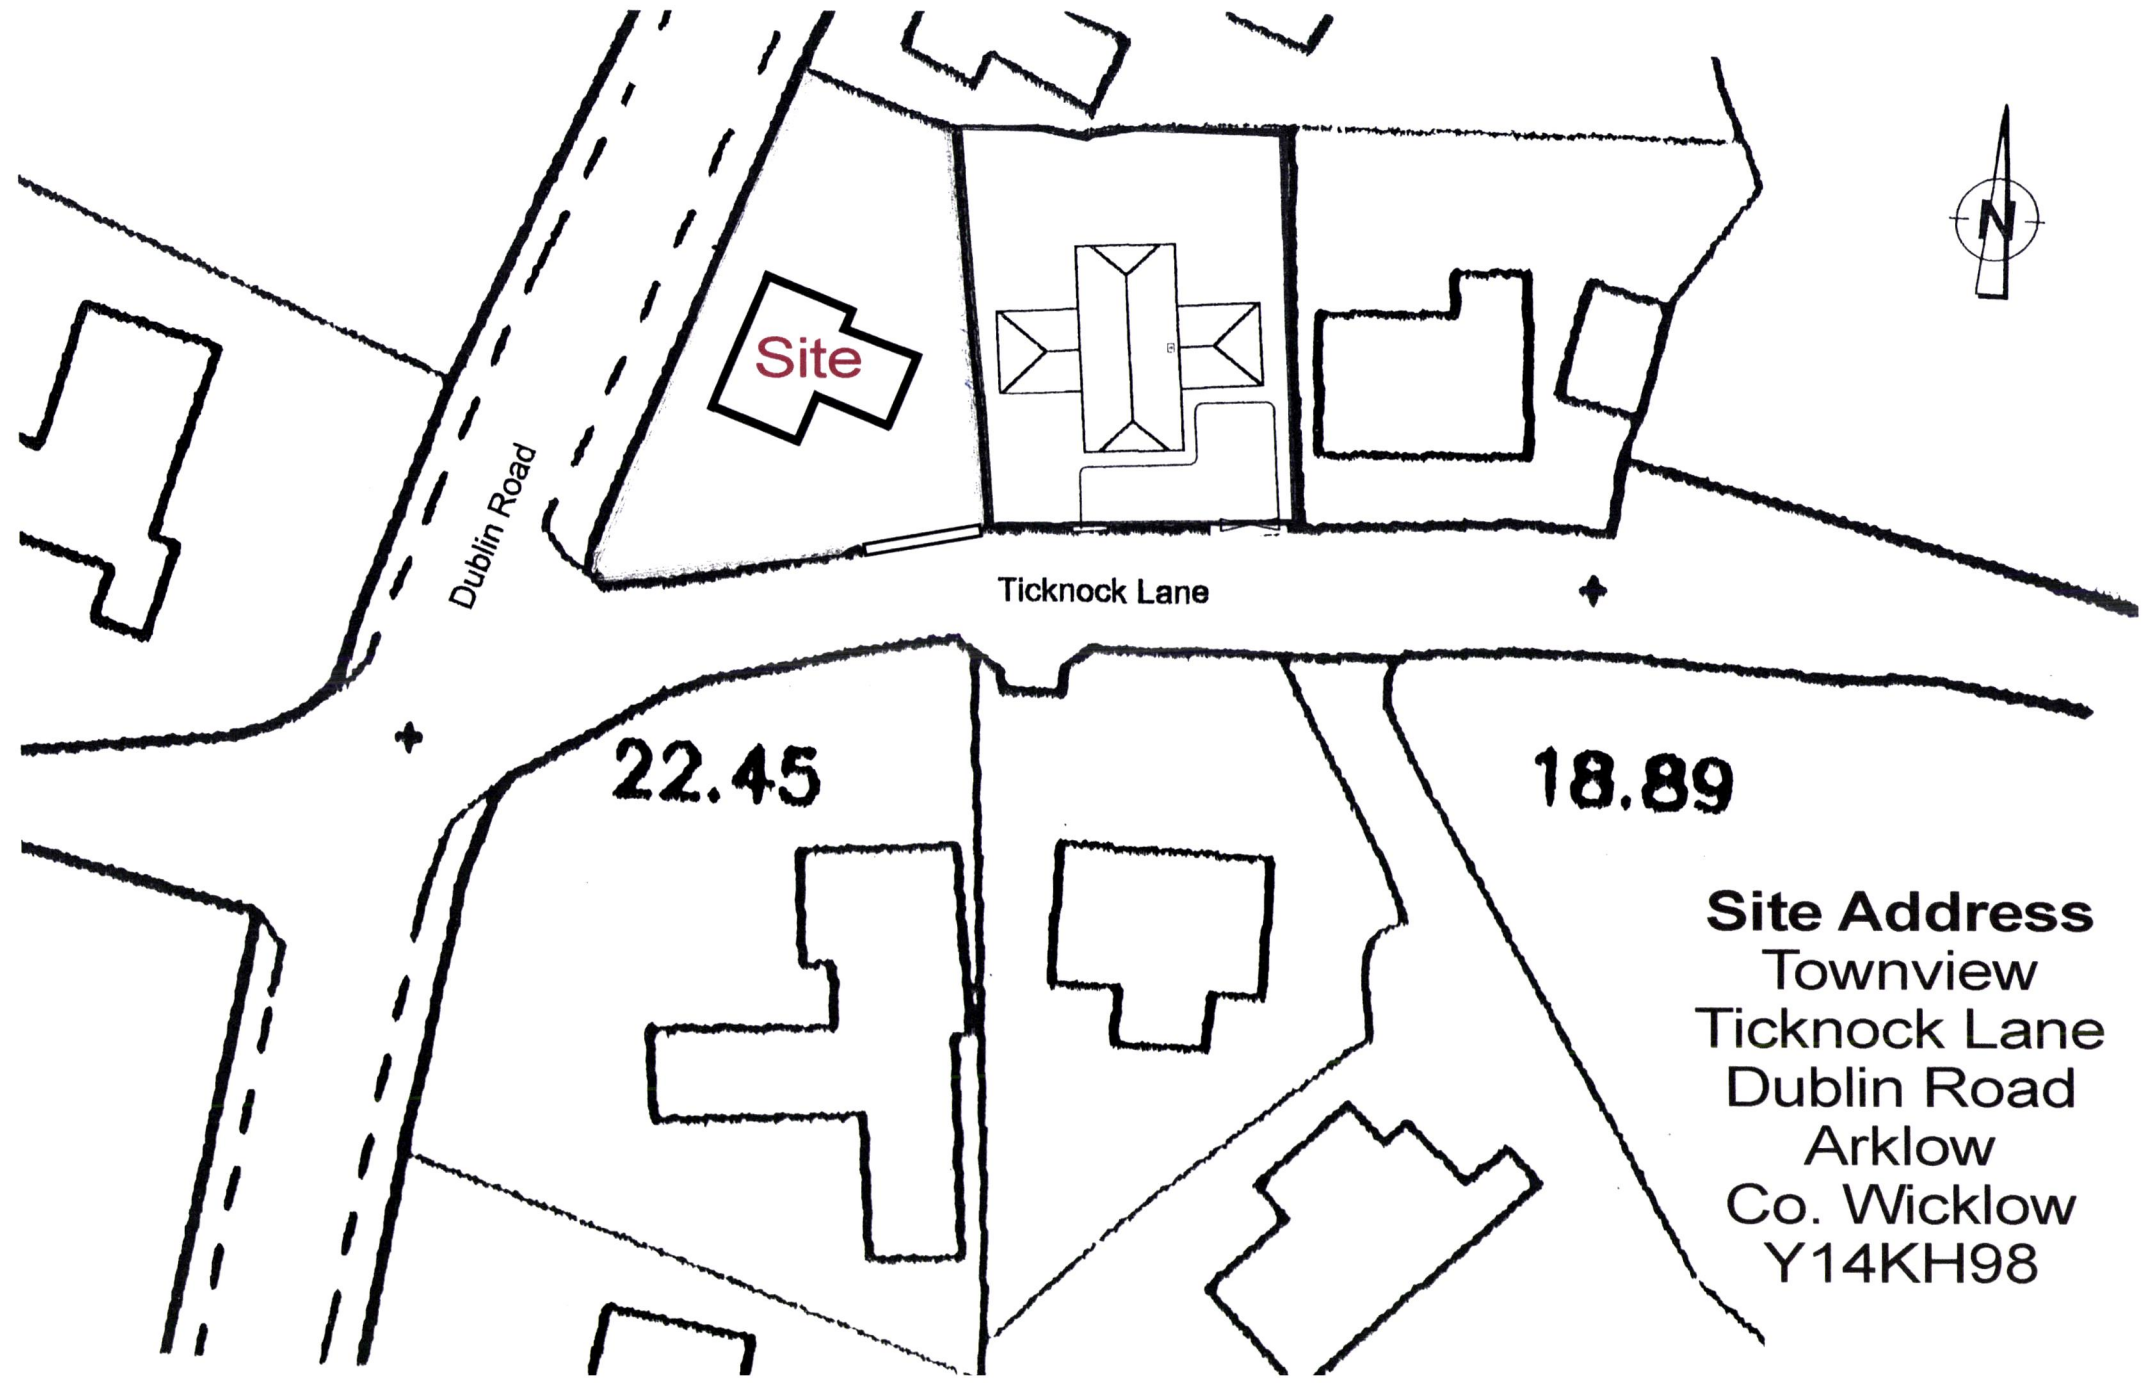 N
Site
Dublin Road
Ticknock Lane
22.45
18.89
Site Address
Townview
Ticknock Lane
Dublin Road
Arklow
Co. Wicklow
Y14KH98